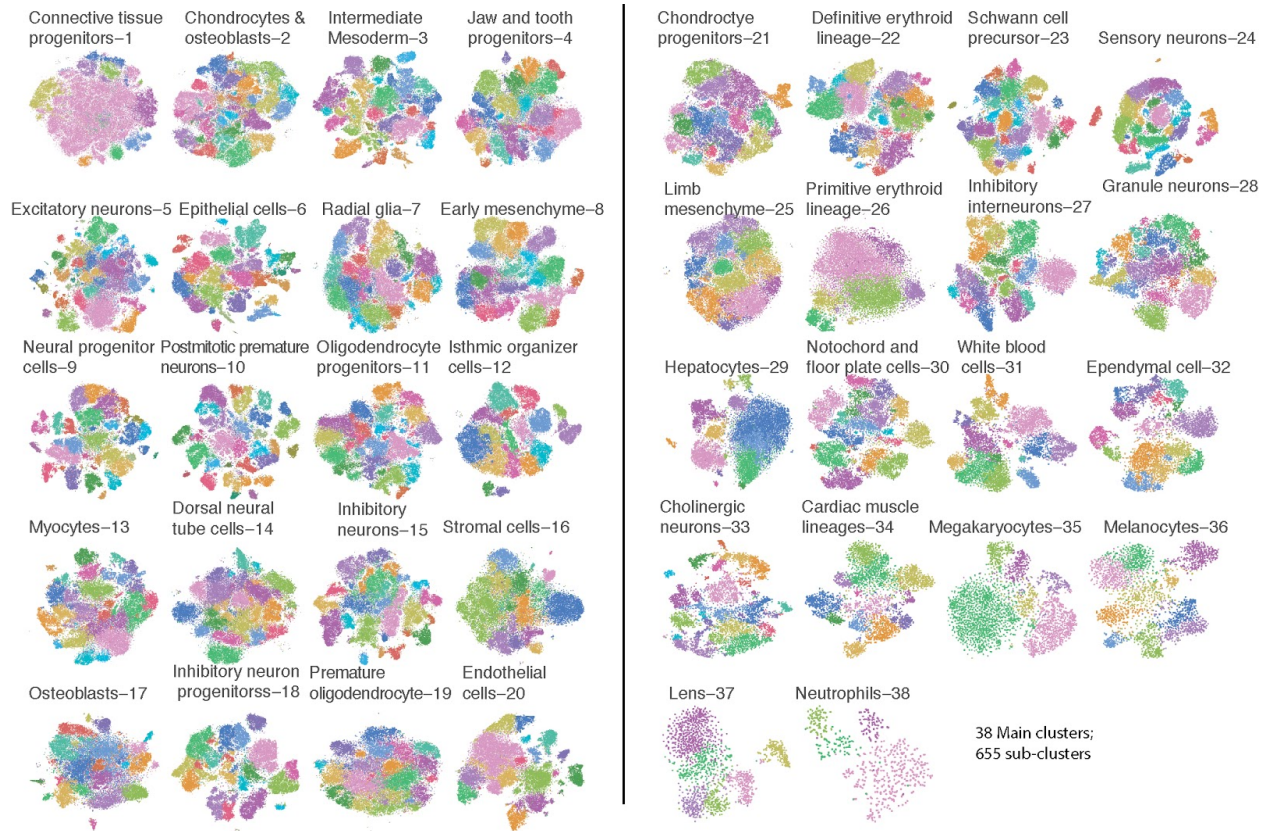 Connective tissue
progenitors–1
Chondrocytes &
osteoblasts–2
Intermediate
Mesoderm–3
Jaw and tooth
progenitors–4
Excitatory neurons–5
Epithelial cells–6
Radial glia–7
Early mesenchyme–8
Neural progenitor
cells–9
Postmitotic premature
neurons–10
Oligodendrocyte
progenitors–11
Isthmic organizer
cells–12
Myocytes–13
Dorsal neural
tube cells–14
Inhibitory
neurons–15
Stromal cells–16
Osteoblasts–17
Inhibitory neuron
progenitorss–18
Premature
oligodendrocyte–19
Endothelial
cells–20
Chondroctye
progenitors–21
Definitive erythroid
lineage–22
Schwann cell
precursor–23
Sensory neurons–24
Limb
mesenchyme–25
Primitive erythroid
lineage–26
Inhibitory
interneurons–27
Granule neurons–28
Hepatocytes–29
Notochord and
floor plate cells–30
White blood
cells–31
Ependymal cell–32
Cholinergic
neurons–33
Cardiac muscle
lineages–34
Megakaryocytes–35
Melanocytes–36
Lens–37
Neutrophils–38
38 Main clusters;
655 sub-clusters